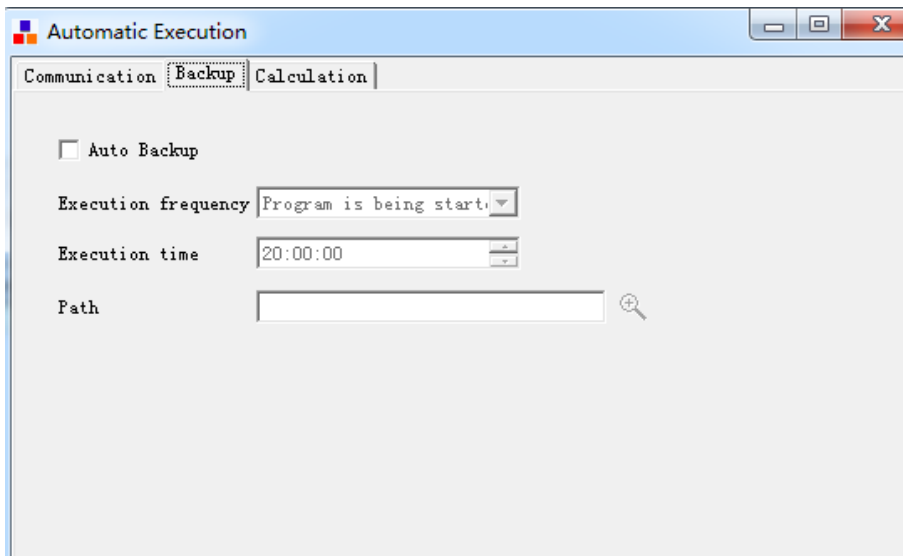 Automatic Execution
Communication Backup Calculation
Auto Backup
Execution frequency Program is being start
Execution time 20:00:00
Path